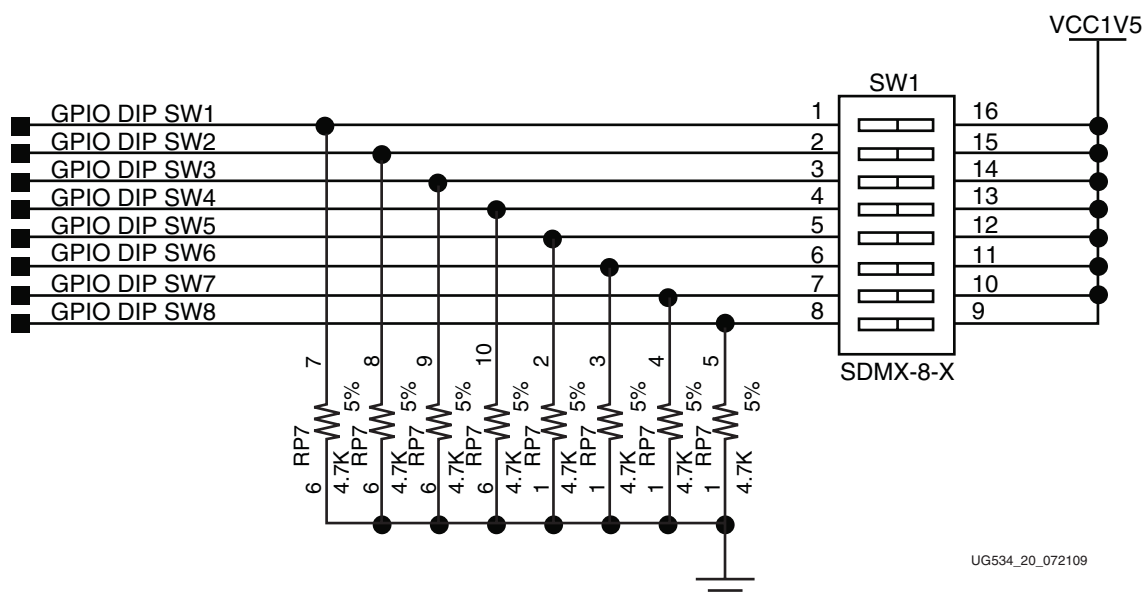 VCC1V5
SW1
GPIO DIP SW1 1 16
GPIO DIP SW2 2 15
GPIO DIP SW3 3 14
GPIO DIP SW4 4 13
GPIO DIP SW5 5 12
GPIO DIP SW6 6 11
GPIO DIP SW7 7 10
GPIO DIP SW8 8 9
SDMX-8-X
7 8 9 10 2 3 4 5
5% 5% 5% 5% 5% 5% 5% 5%
RP7 RP7 RP7 RP7 RP7 RP7 RP7 RP7
4.7K 4.7K 4.7K 4.7K 4.7K 4.7K 4.7K 4.7K
6 6 6 6 1 1 1 1
UG534_20_072109